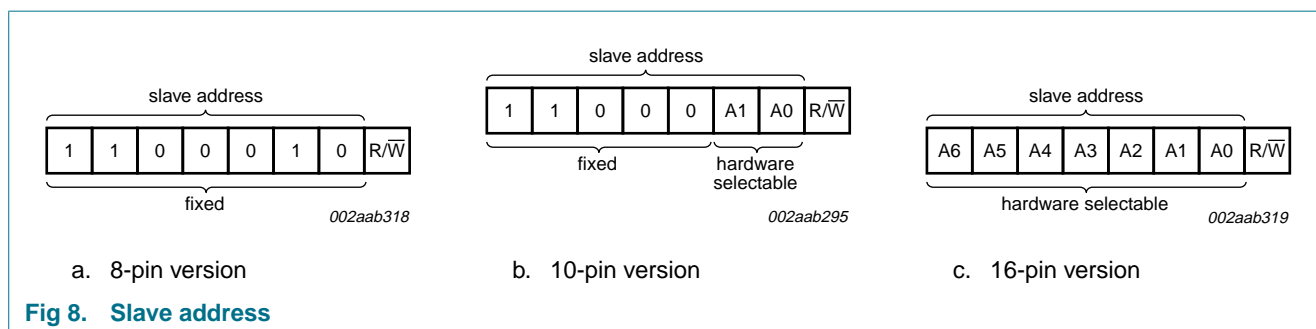 slave address
1 1 0 0 0 1 0 R/W̅
fixed
002aab318
a. 8-pin version
slave address
1 1 0 0 0 A1 A0 R/W̅
fixed
hardware
selectable
002aab295
b. 10-pin version
slave address
A6 A5 A4 A3 A2 A1 A0 R/W̅
hardware selectable
002aab319
c. 16-pin version
Fig 8. Slave address